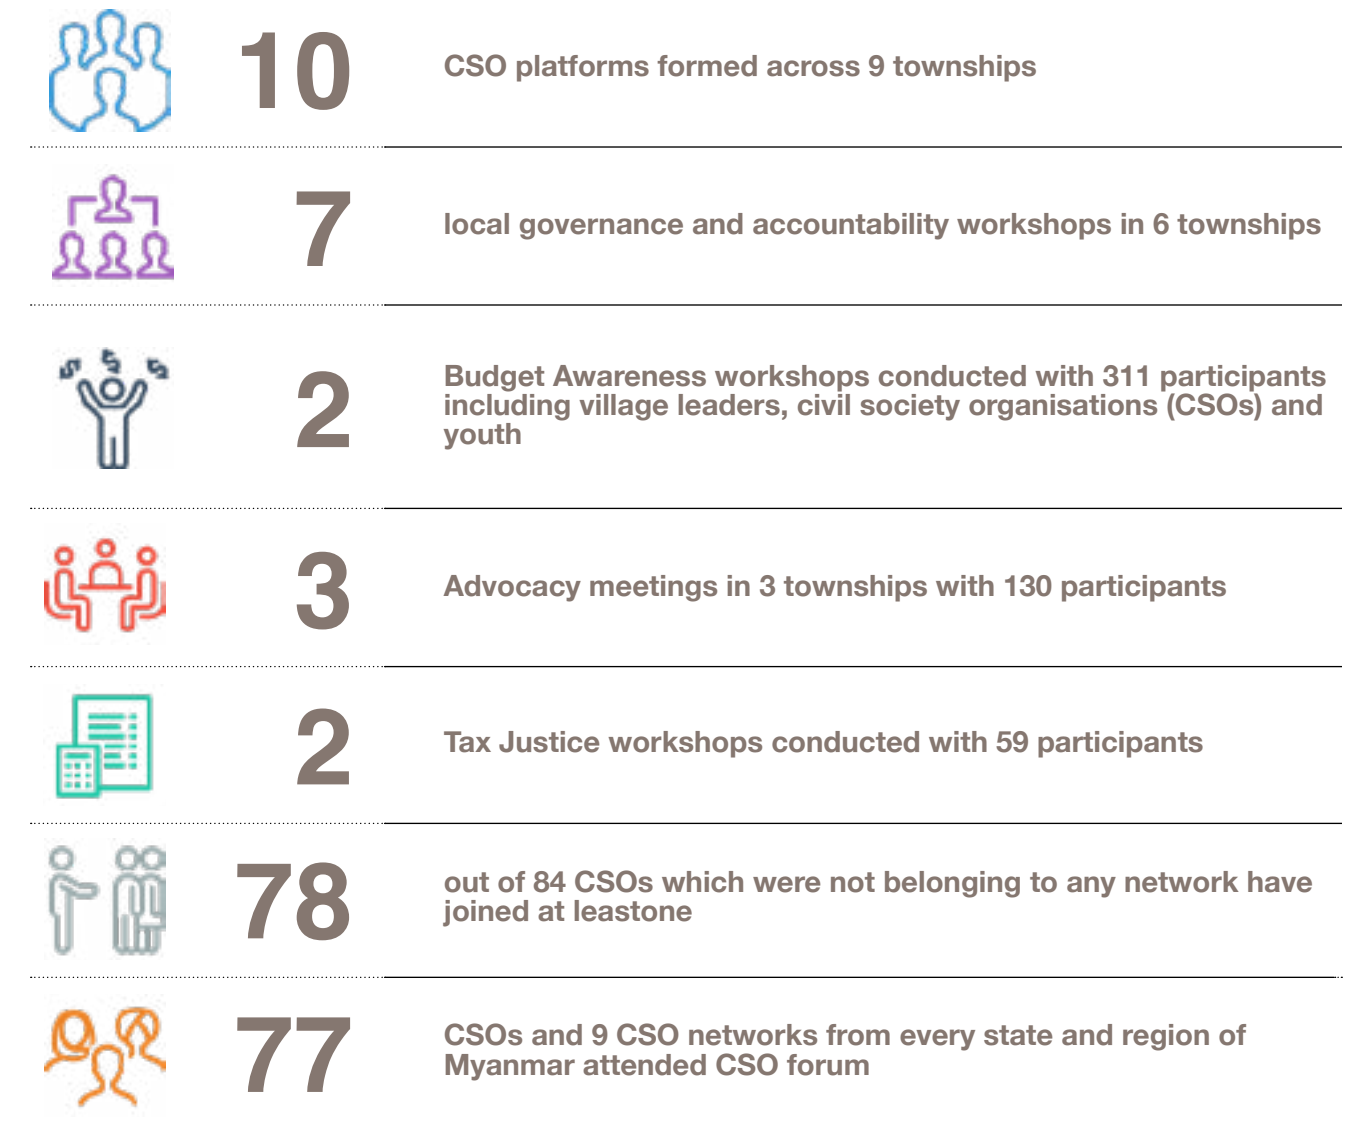 10
CSO platforms formed across 9 townships
7
local governance and accountability workshops in 6 townships
2
Budget Awareness workshops conducted with 311 participants
including village leaders, civil society organisations (CSOs) and
youth
3
Advocacy meetings in 3 townships with 130 participants
2
Tax Justice workshops conducted with 59 participants
78
out of 84 CSOs which were not belonging to any network have
joined at leastone
77
CSOs and 9 CSO networks from every state and region of
Myanmar attended CSO forum